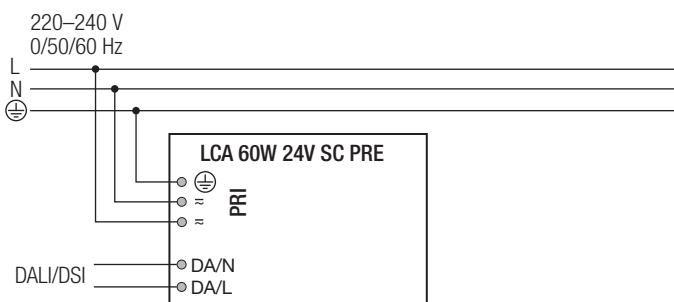 220–240 V
0/50/60 Hz
L
N
LCA 60W 24V SC PRE
PRI
≂
≂
DALI/DSI
DA/N
DA/L